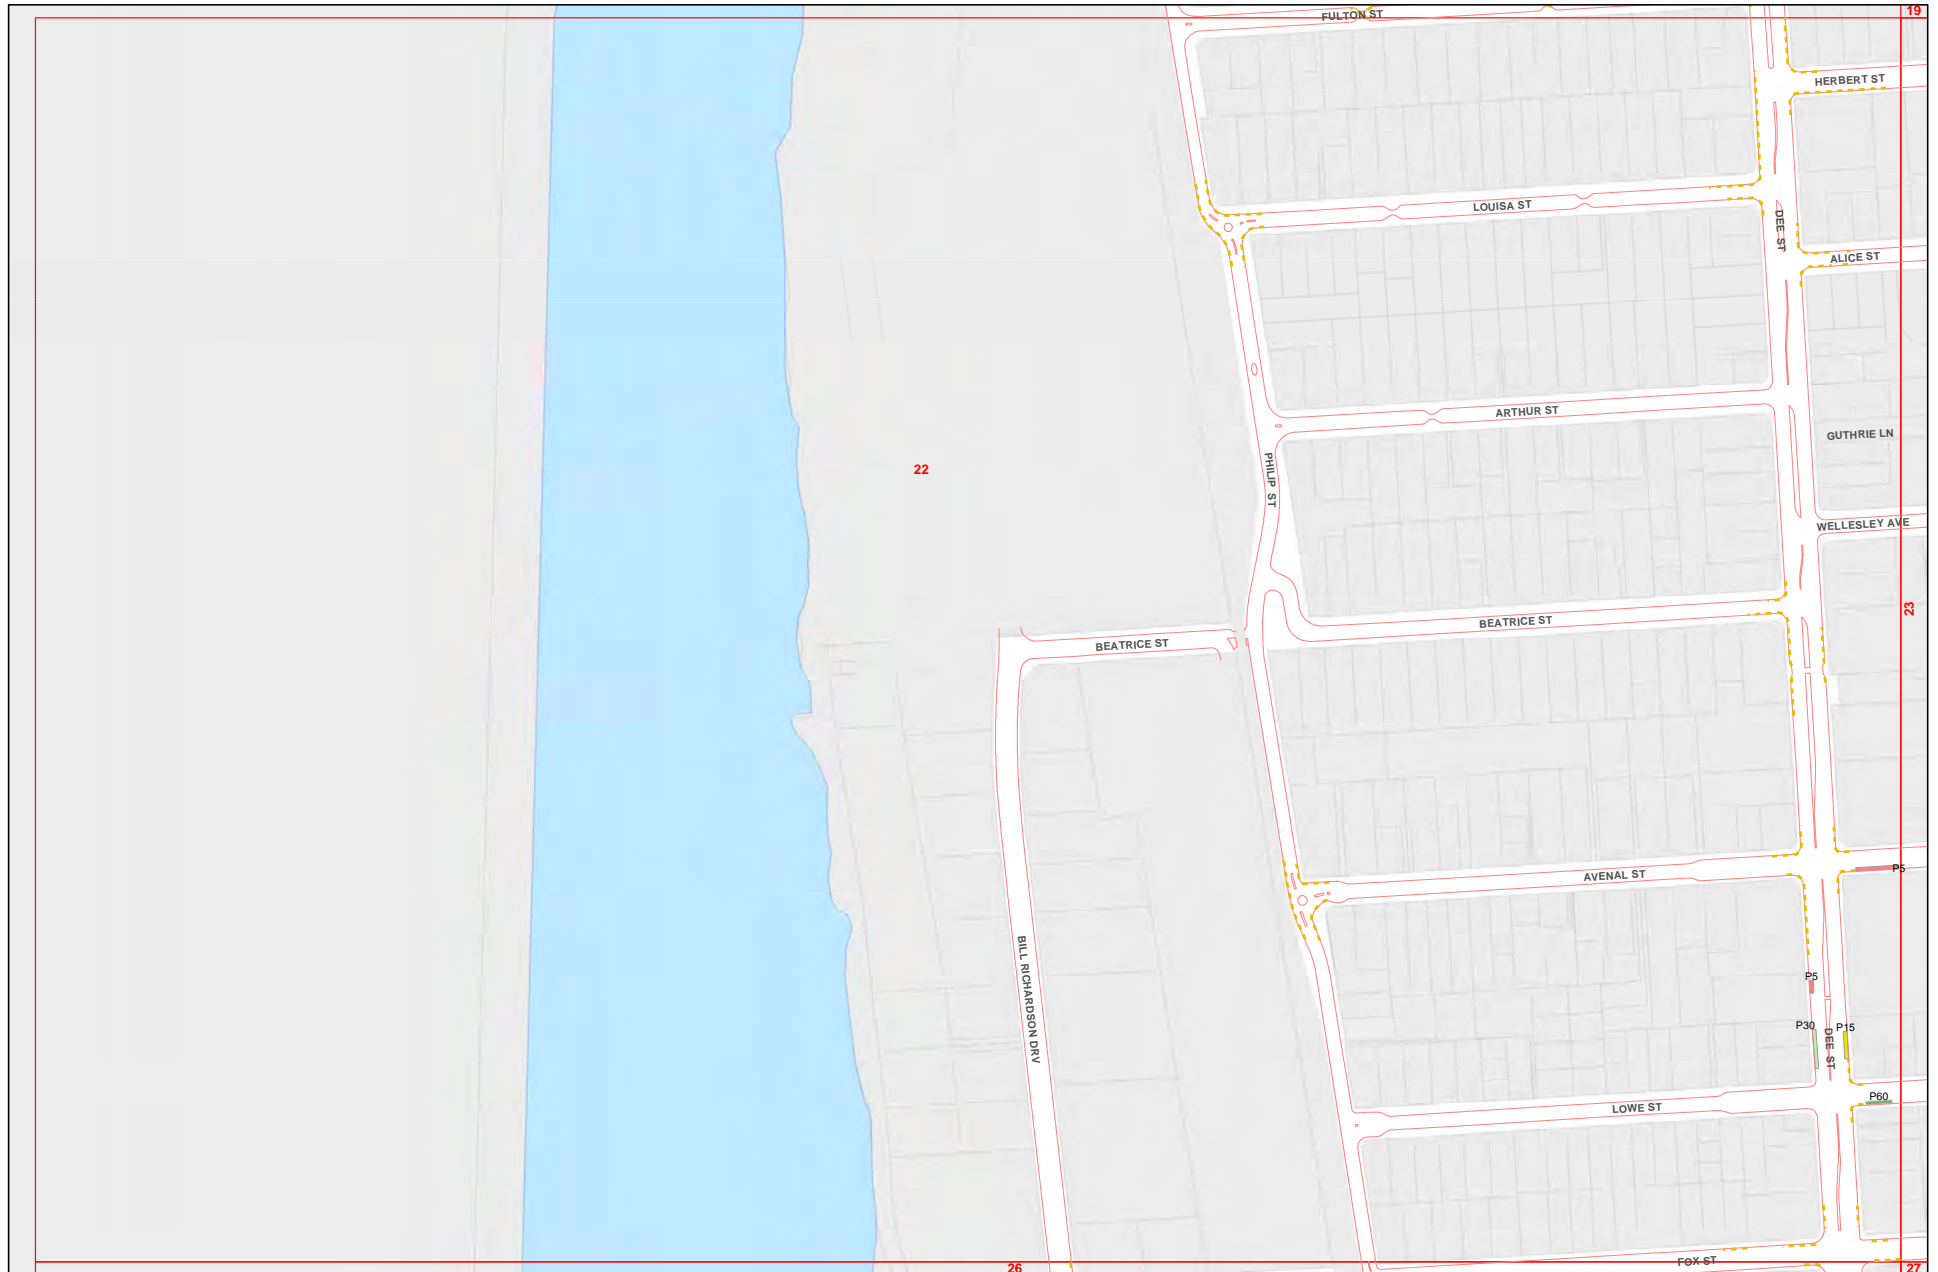 19
FULTON ST
HERBERT ST
LOUISA ST
DEE ST
ALICE ST
ARTHUR ST
GUTHRIE LN
22
PHILIP ST
WELLESLEY AVE
23
BEATRICE ST
BEATRICE ST
AVENAL ST
P5
BILL RICHARDSON DRV
P5
P30
DEE ST
P15
P60
LOWE ST
FOX ST
26
27